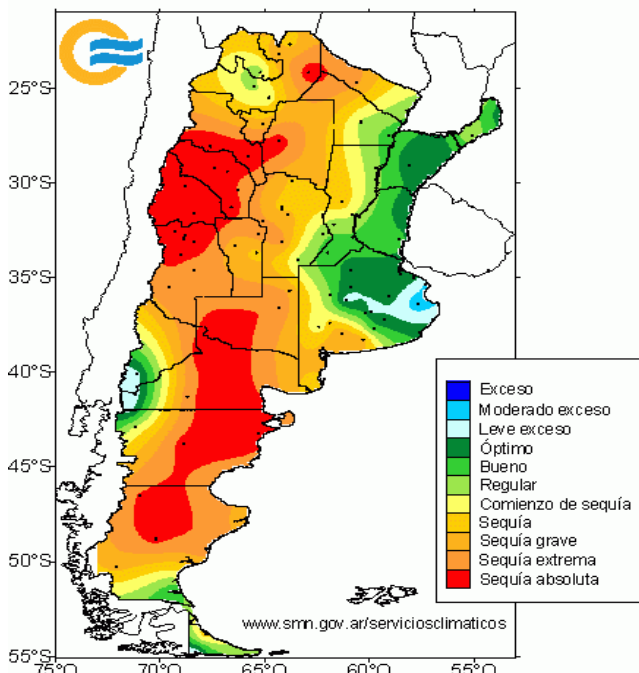 25°S
30°S
35°S
40°S
45°S
50°S
55°S
75°O
70°O
65°O
60°O
55°O
Exceso
Moderado exceso
Leve exceso
Óptimo
Bueno
Regular
Comienzo de sequía
Sequía
Sequía grave
Sequía extrema
Sequía absoluta
www.smn.gov.ar/serviciosclimaticos